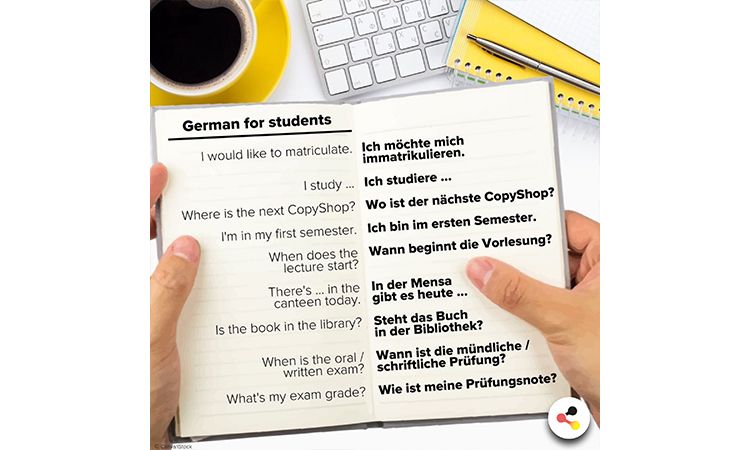 German for students
I would like to matriculate.
Ich möchte mich
immatrikulieren.
I study ...
Ich studiere ...
Where is the next CopyShop?
Wo ist der nächste CopyShop?
I'm in my first semester.
Ich bin im ersten Semester.
When does the
lecture start?
Wann beginnt die Vorlesung?
There's ... in the
canteen today.
In der Mensa
gibt es heute ...
Is the book in the library?
Steht das Buch
in der Bibliothek?
When is the oral /
written exam?
Wann ist die mündliche /
schriftliche Prüfung?
What's my exam grade?
Wie ist meine Prüfungsnote?